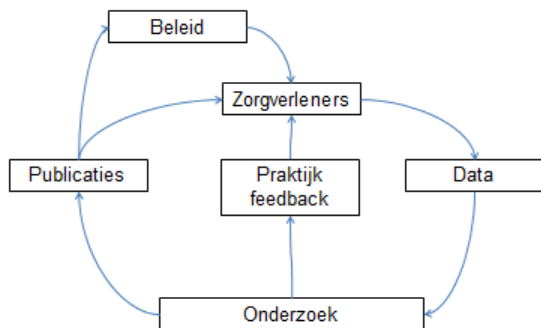 Beleid
Zorgverleners
Publicaties
Praktijk
feedback
Data
Onderzoek